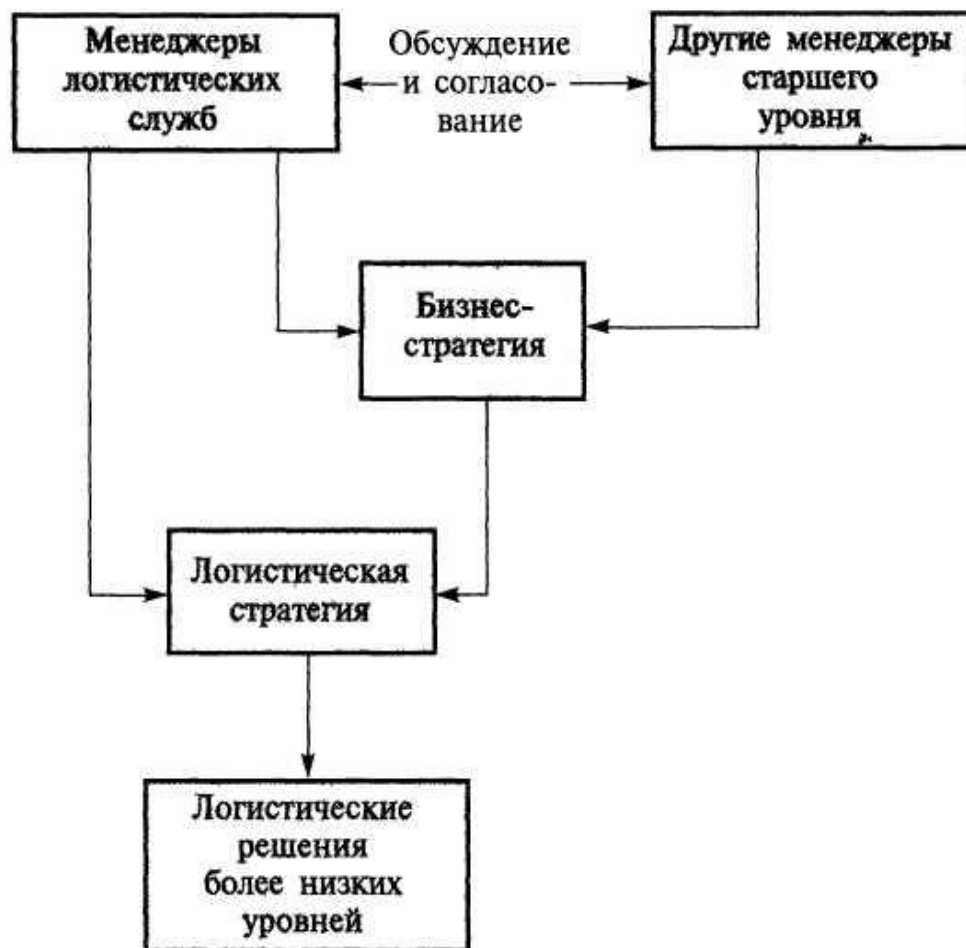 Менеджеры
логистических
служб
Обсуждение
и согласо-
вание
Другие менеджеры
старшего
уровня
Бизнес-
стратегия
Логистическая
стратегия
Логистические
решения
более низких
уровней